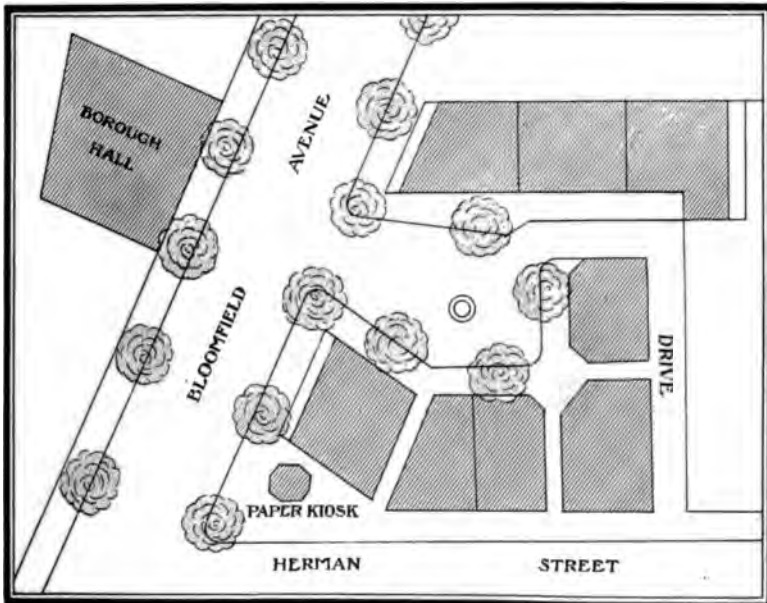 BOROUGH
HALL
AVENUE
BLOOMFIELD
DRIVE
PAPER KIOSK
HERMAN STREET